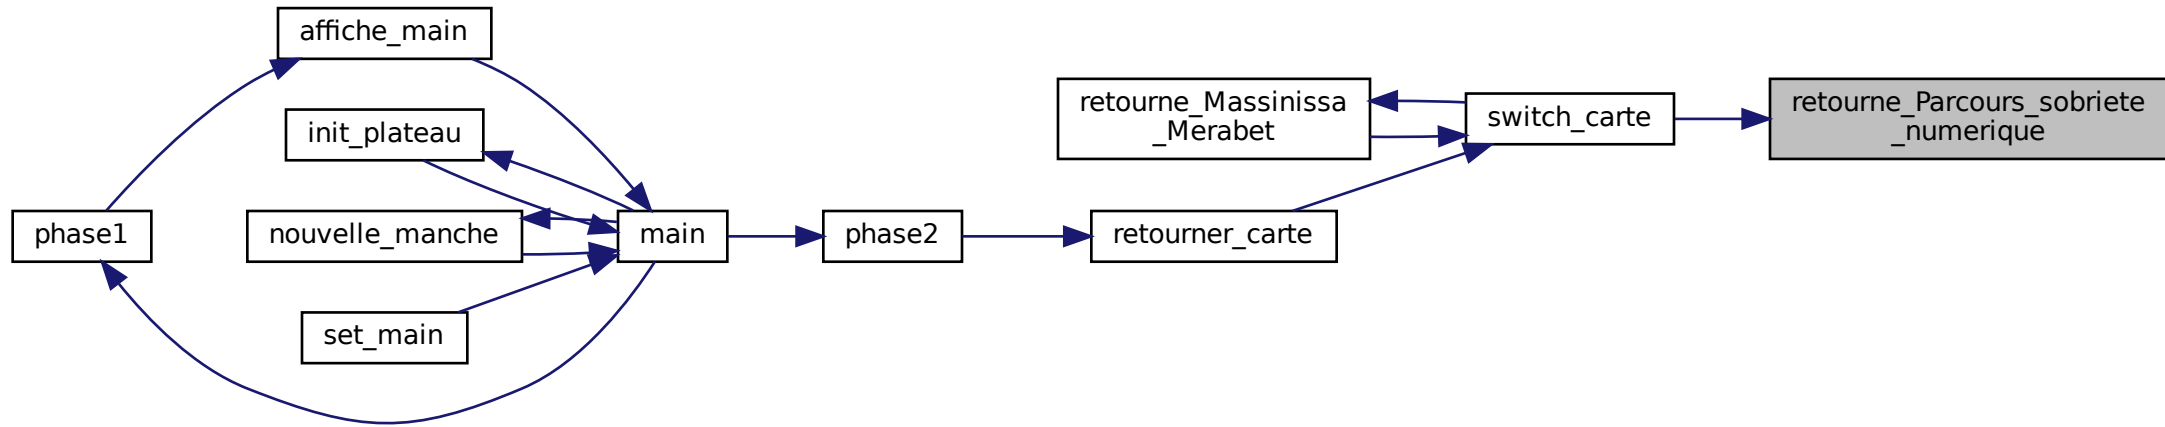 affiche_main
init_plateau
phase1
nouvelle_manche
set_main
main
phase2
retourne_Massinissa
_Merabet
retourner_carte
switch_carte
retourne_Parcours_sobriete
_numerique